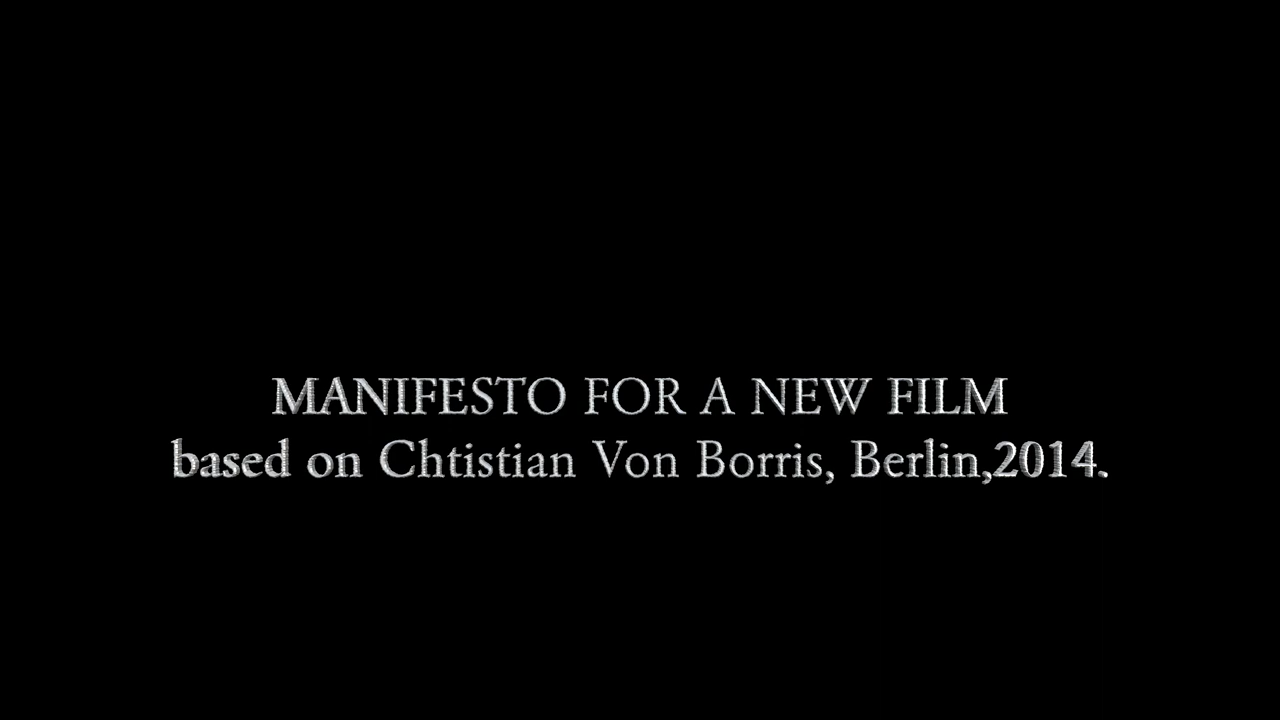 MANIFESTO FOR A NEW FILM
based on Chtistian Von Borris, Berlin,2014.